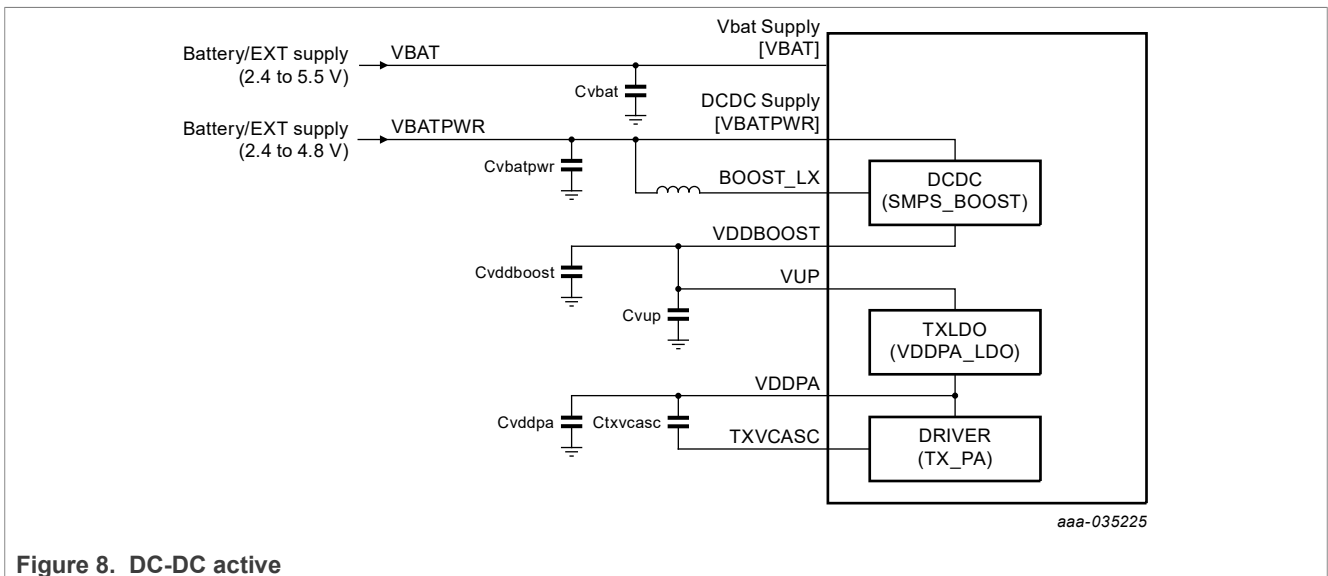 Vbat Supply
[VBAT]
Battery/EXT supply
(2.4 to 5.5 V)
VBAT
Cvbat
DCDC Supply
[VBATPWR]
Battery/EXT supply
(2.4 to 4.8 V)
VBATPWR
Cvbatpwr
BOOST_LX
DCDC
(SMPS_BOOST)
VDDBOOST
Cvddboost
VUP
Cvup
TXLDO
(VDDPA_LDO)
VDDPA
Cvddpa
Ctxvcasc
TXVCASC
DRIVER
(TX_PA)
aaa-035225
Figure 8. DC-DC active